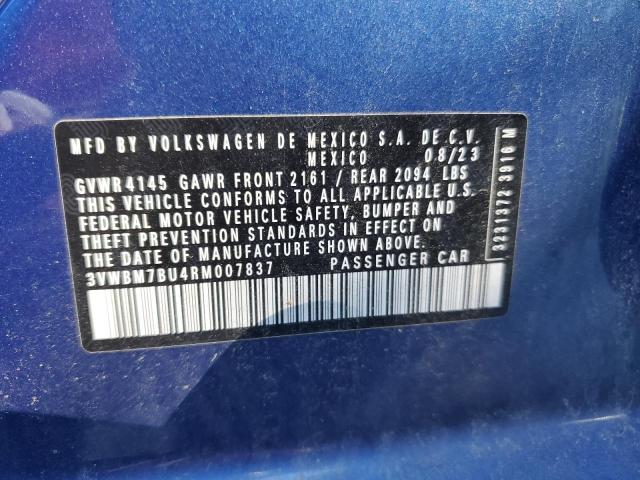 MFD BY VOLKSWAGEN DE MEXICO S.A. DE C.V.
MEXICO 08/23
GVWR 4145 GAWR FRONT 2161 / REAR 2094 LBS
THIS VEHICLE CONFORMS TO ALL APPLICABLE U.S.
FEDERAL MOTOR VEHICLE SAFETY, BUMPER AND
THEFT PREVENTION STANDARDS IN EFFECT ON
THE DATE OF MANUFACTURE SHOWN ABOVE.
3VWBM7BU4RM007837 PASSENGER CAR
3231372 3916 M